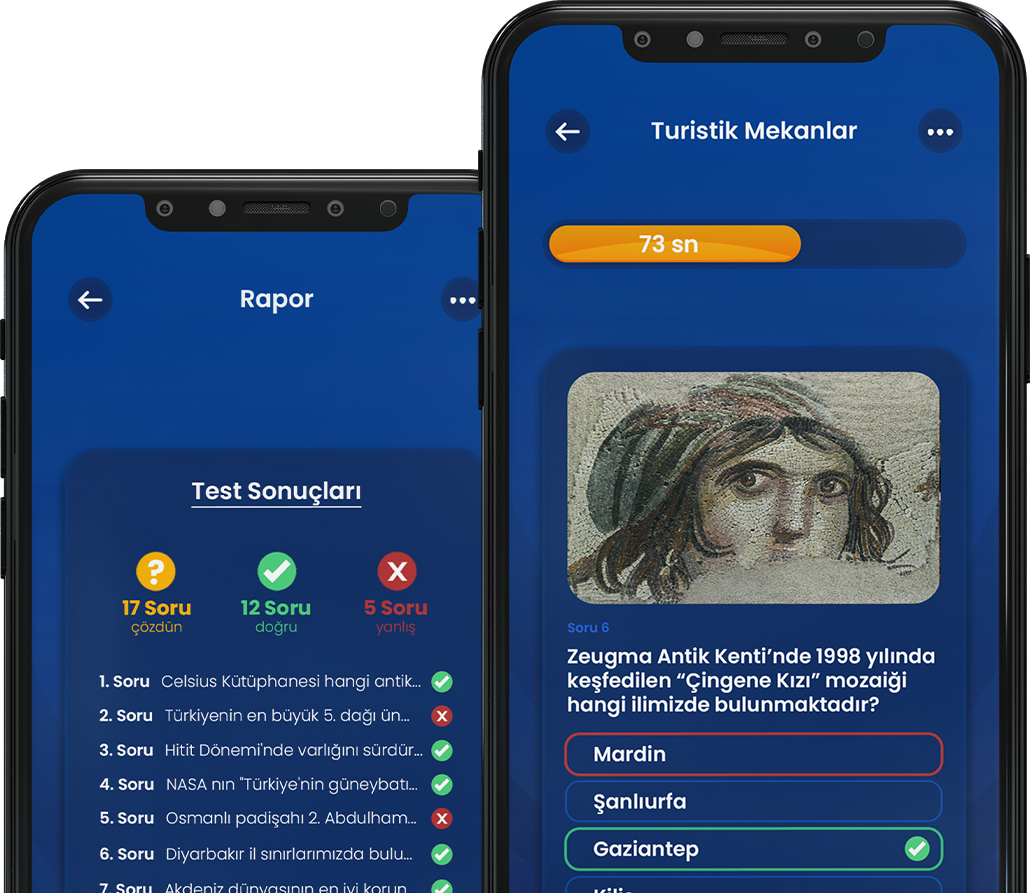 Rapor
Test Sonuçları
17 Soru
çözdün
12 Soru
doğru
5 Soru
yanlış
1. Soru Celsius Kütüphanesi hangi antik...
2. Soru Türkiyenin en büyük 5. dağı ün...
3. Soru Hitit Dönemi'nde varlığını sürdür...
4. Soru NASA nın "Türkiye'nin güneybatı...
5. Soru Osmanlı padişahı 2. Abdulham...
6. Soru Diyarbakır il sınırlarımızda bulu...
7. Soru Akdeniz dünyasının en iyi korun
Turistik Mekanlar
73 sn
Soru 6
Zeugma Antik Kenti’nde 1998 yılında
keşfedilen “Çingene Kızı” mozaiği
hangi ilimizde bulunmaktadır?
Mardin
Şanlıurfa
Gaziantep
Kilis